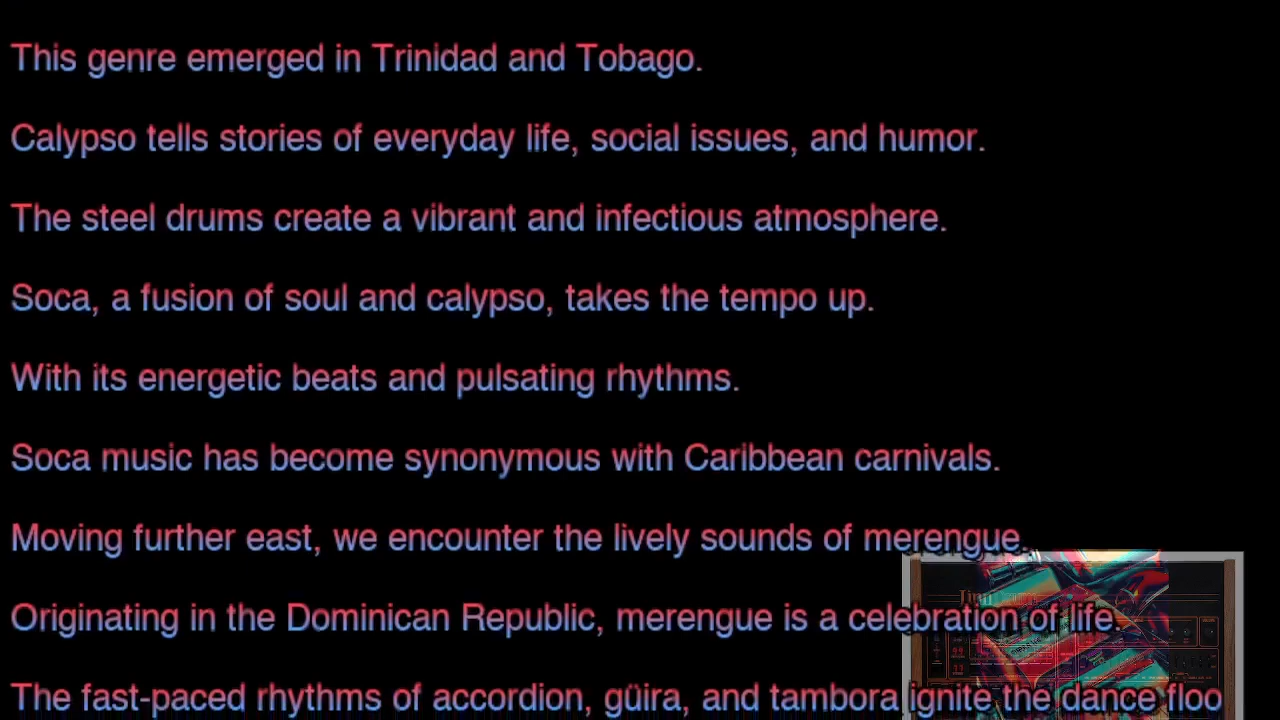 This genre emerged in Trinidad and Tobago.
Calypso tells stories of everyday life, social issues, and humor.
The steel drums create a vibrant and infectious atmosphere.
Soca, a fusion of soul and calypso, takes the tempo up.
With its energetic beats and pulsating rhythms.
Soca music has become synonymous with Caribbean carnivals.
Moving further east, we encounter the lively sounds of merengue.
Originating in the Dominican Republic, merengue is a celebration of life.
The fast-paced rhythms of accordion, güira, and tambora ignite the dance floo